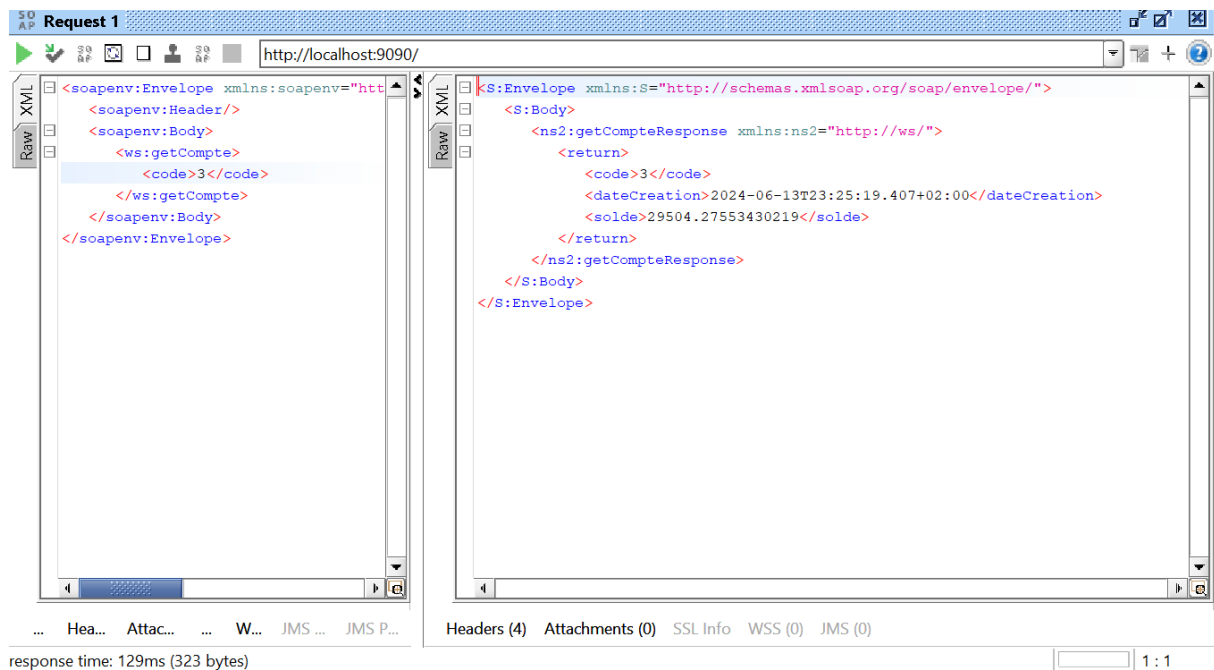 SO AP Request 1
http://localhost:9090/
XML
Raw
<soapenv:Envelope xmlns:soapenv="htt
<soapenv:Header/>
<soapenv:Body>
<ws:getCompte>
<code>3</code>
</ws:getCompte>
</soapenv:Body>
</soapenv:Envelope>
XML
Raw
<S:Envelope xmlns:S="http://schemas.xmlsoap.org/soap/envelope/">
<S:Body>
<ns2:getCompteResponse xmlns:ns2="http://ws/">
<return>
<code>3</code>
<dateCreation>2024-06-13T23:25:19.407+02:00</dateCreation>
<solde>29504.27553430219</solde>
</return>
</ns2:getCompteResponse>
</S:Body>
</S:Envelope>
... Hea... Attac... ... W... JMS ... JMS P...
Headers (4) Attachments (0) SSL Info WSS (0) JMS (0)
response time: 129ms (323 bytes)
1 : 1